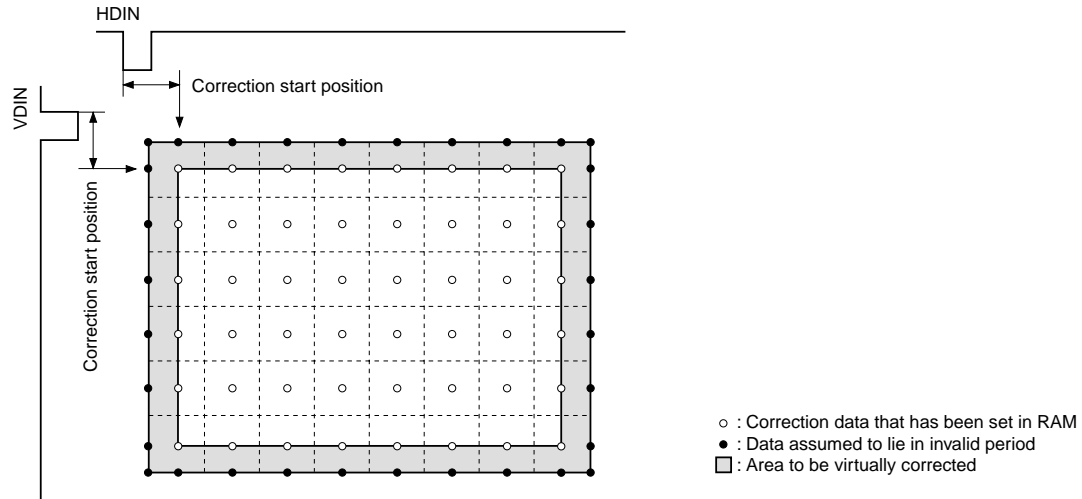 HDIN
Correction start position
VDIN
Correction start position
: Correction data that has been set in RAM
: Data assumed to lie in invalid period
: Area to be virtually corrected